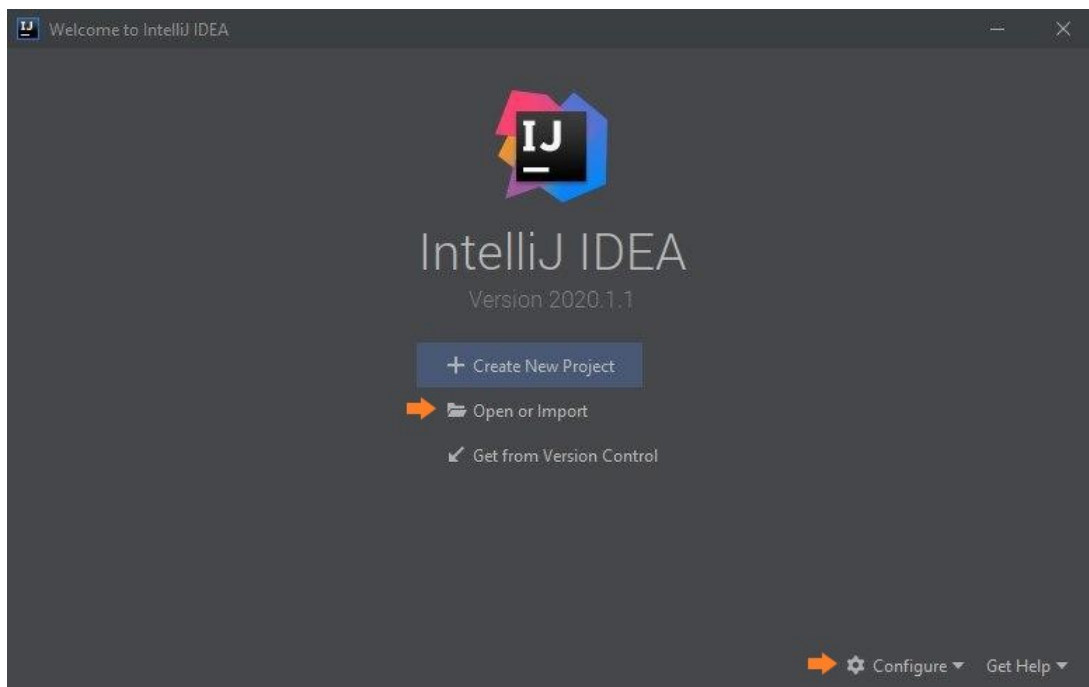 IJ Welcome to IntelliJ IDEA
IJ
IntelliJ IDEA
Version 2020.1.1
Create New Project
Open or Import
Get from Version Control
Configure Get Help